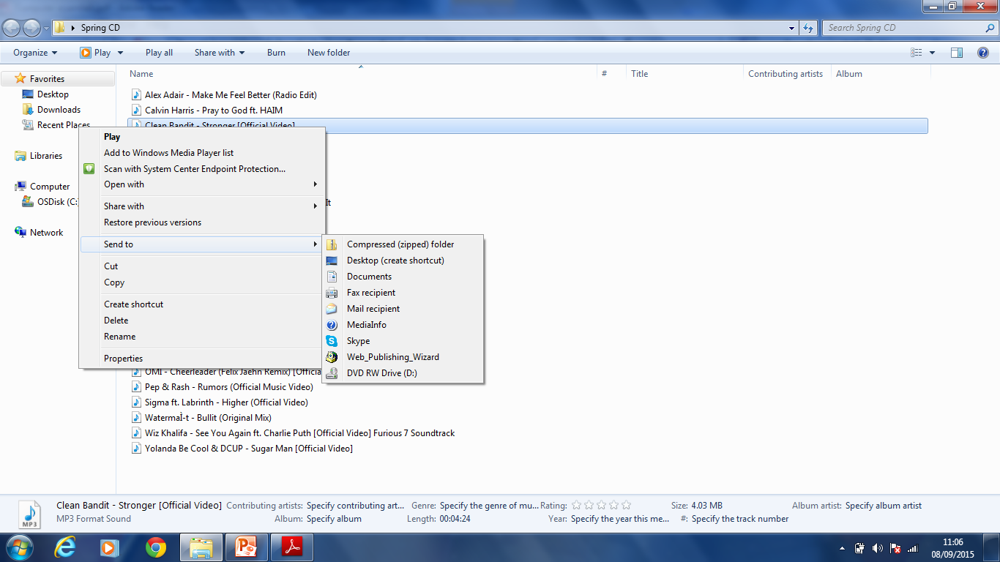 Spring CD
Search Spring CD
Organize Play Play all Share with Burn New folder
Name # Title Contributing artists Album
Favorites
Desktop
Downloads
Recent Places
Libraries
Computer
OSDisk (C:)
Network
Alex Adair - Make Me Feel Better (Radio Edit)
Calvin Harris - Pray to God ft. HAIM
Clean Bandit - Stronger [Official Video]
It
Play
Add to Windows Media Player list
Scan with System Center Endpoint Protection...
Open with
Share with
Restore previous versions
Send to
Cut
Copy
Create shortcut
Delete
Rename
Properties
Compressed (zipped) folder
Desktop (create shortcut)
Documents
Fax recipient
Mail recipient
MediaInfo
Skype
Web_Publishing_Wizard
DVD RW Drive (D:)
OMI - Cheerleader (Felix Jaehn Remix) [Officia
Pep & Rash - Rumors (Official Music Video)
Sigma ft. Labrinth - Higher (Official Video)
Watermät - Bullit (Original Mix)
Wiz Khalifa - See You Again ft. Charlie Puth [Official Video] Furious 7 Soundtrack
Yolanda Be Cool & DCUP - Sugar Man [Official Video]
MP3
Clean Bandit - Stronger [Official Video] Contributing artists: Specify contributing art... Genre: Specify the genre of mu... Rating: Size: 4.03 MB Album artist: Specify album artist
MP3 Format Sound Album: Specify album Length: 00:04:24 Year: Specify the year this me... #: Specify the track number
11:06
08/09/2015